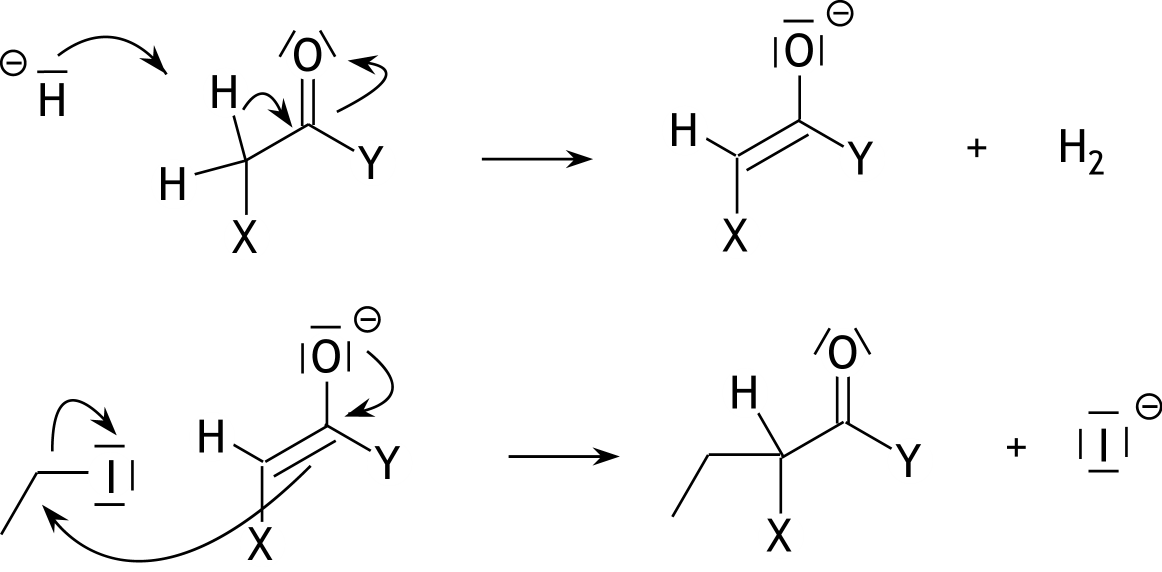 H H O H Y X
H O ⊖ Y X + H2
I H O ⊖ Y X
H O Y X + I ⊖